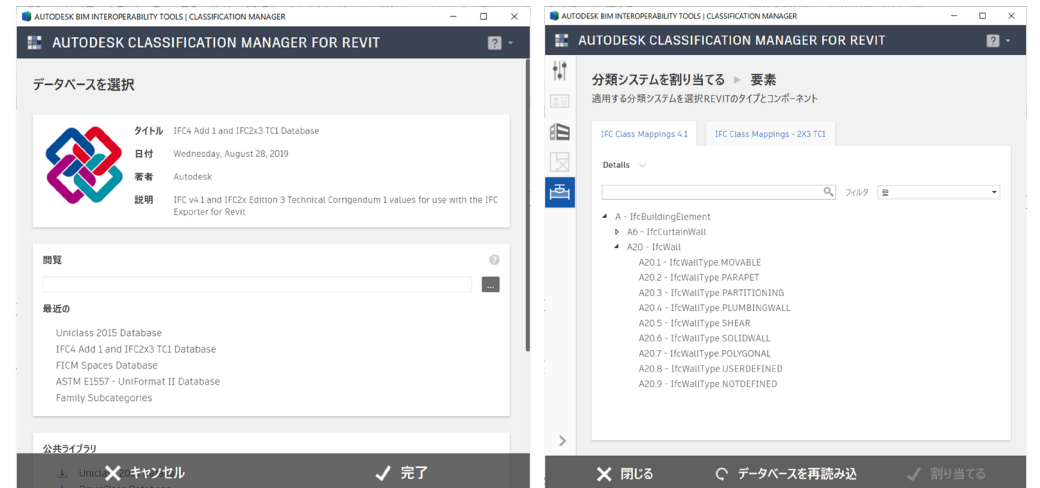 AUTODESK BIM INTEROPERABILITY TOOLS | CLASSIFICATION MANAGER
AUTODESK CLASSIFICATION MANAGER FOR REVIT
データベースを選択
タイトル IFC4 Add 1 and IFC2x3 TC1 Database
日付 Wednesday, August 28, 2019
著者 Autodesk
説明 IFC v4.1 and IFC2x Edition 3 Technical Corrigendum 1 values for use with the IFC
Exporter for Revit
閲覧
...
最近の
Uniclass 2015 Database
IFC4 Add 1 and IFC2x3 TC1 Database
FICM Spaces Database
ASTM E1557 - UniFormat II Database
Family Subcategories
公共ライブラリ
キャンセル 完了
AUTODESK BIM INTEROPERABILITY TOOLS | CLASSIFICATION MANAGER
AUTODESK CLASSIFICATION MANAGER FOR REVIT
分類システムを割り当てる ▶ 要素
適用する分類システムを選択REVITのタイプとコンポーネント
IFC Class Mappings 4.1 IFC Class Mappings - 2X3 TC1
Details
フィルタ 壁
A - IfcBuildingElement
A6 - IfcCurtainWall
A20 - IfcWall
A20.1 - IfcWallType.MOVABLE
A20.2 - IfcWallType.PARAPET
A20.3 - IfcWallType.PARTITIONING
A20.4 - IfcWallType.PLUMBINGWALL
A20.5 - IfcWallType.SHEAR
A20.6 - IfcWallType.SOLIDWALL
A20.7 - IfcWallType.POLYGONAL
A20.8 - IfcWallType.USERDEFINED
A20.9 - IfcWallType.NOTDEFINED
閉じる データベースを再読み込 割り当てる